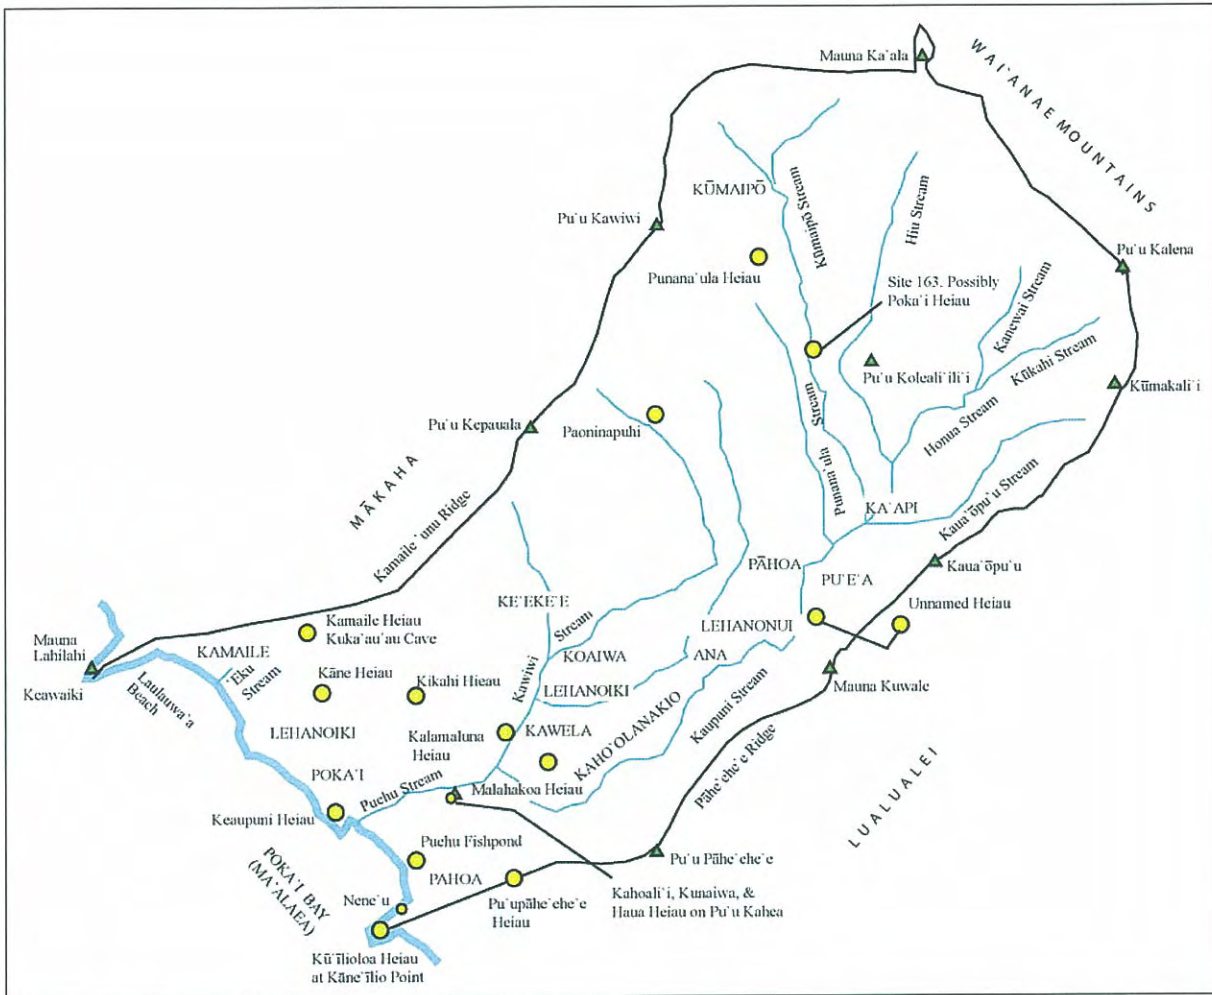 Mauna Ka`ala
WAI`ANAE MOUNTAINS
KŪMAIPŌ
Kūmaipō Stream
Hiu Stream
Pu`u Kawiwi
Pu`u Kalena
Punana`ula Heiau
Site 163. Possibly
Poka`i Heiau
Kanewai Stream
Kūkahi Stream
Pu`u Koleali`ili`i
Kūmakali`i
Honua Stream
Pu`u Kepauala
Paoninapuhi
Punana`ula Stream
MĀKAHA
Kamaile`unu Ridge
KA`API
Kaua`ōpu`u Stream
PĀHOA
PU`E`A
Kaua`ōpu`u
KE`EKE`E
Unnamed Heiau
Kamaile Heiau
Kuka`au`au Cave
LEHANONUI
Mauna
Lahilahi
KAMAILE
Kawiwi Stream
KOAIWA
ANA
Keawaiki
Laulauwa`a
Beach
`Eku
Stream
Kāne Heiau
Kikahi Hieau
LEHANOIKI
Mauna Kuwale
Kaupuni Stream
LEHANOIKI
Kalamaluna
Heiau
KAWELA
KAHO`OLANAKIO
POKA`I
Puehu Stream
Malahakoa Heiau
Pāhe`ehe`e Ridge
LUALUALEI
Keaupuni Heiau
Puehu Fishpond
Pu`u Pāhe`ehe`e
POKA`I BAY
(MA`ALAEA)
PAHOA
Nene`u
Pu`upāhe`ehe`e
Heiau
Kahoali`i, Kunaiwa, &
Haua Heiau on Pu`u Kahea
Kū`īlioloa Heiau
at Kāne`īlio Point